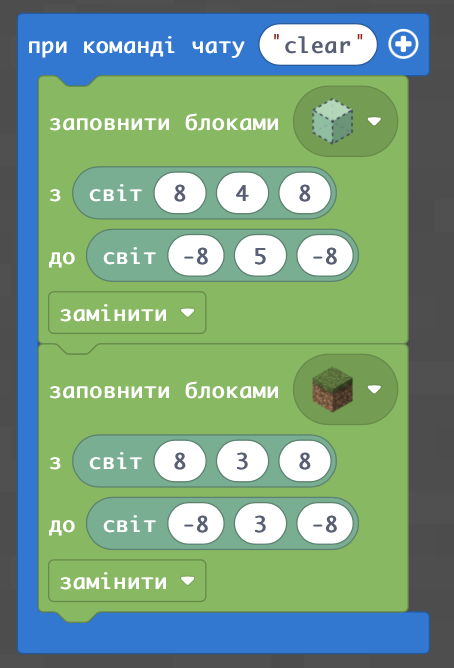 при команді чату "clear"
заповнити блоками
з світ 8 4 8
до світ -8 5 -8
замінити
заповнити блоками
з світ 8 3 8
до світ -8 3 -8
замінити